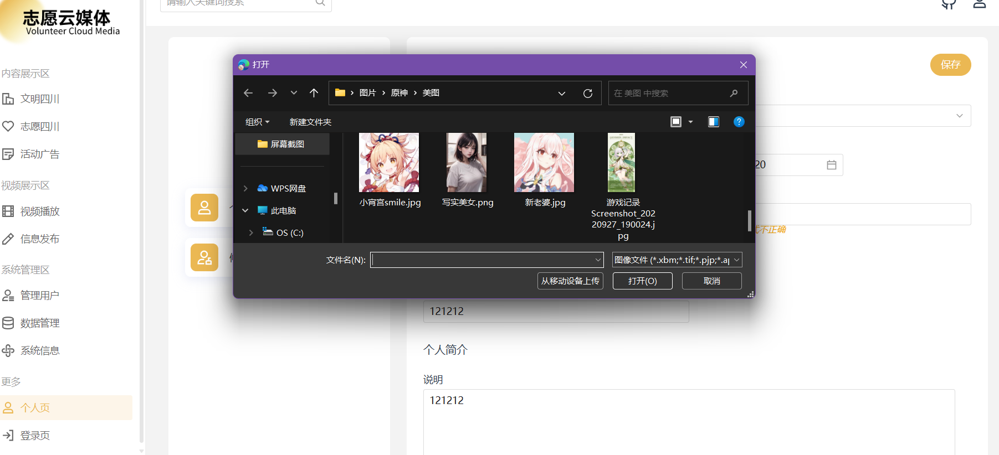 志愿云媒体
Volunteer Cloud Media
请输入关键词搜索
内容展示区
文明四川
志愿四川
活动广告
视频展示区
视频播放
信息发布
系统管理区
管理用户
数据管理
系统信息
更多
个人页
登录页
打开
图片 › 原神 › 美图
在 美图 中搜索
组织
新建文件夹
屏幕截图
WPS网盘
此电脑
OS (C:)
小宵宫smile.jpg
写实美女.png
新老婆.jpg
游戏记录
Screenshot_202
20927_190024.j
pg
文件名(N):
图像文件 (*.xbm;*.tif;*.pjp;*.ap
从移动设备上传
打开(O)
取消
保存
20
不正确
121212
个人简介
说明
121212